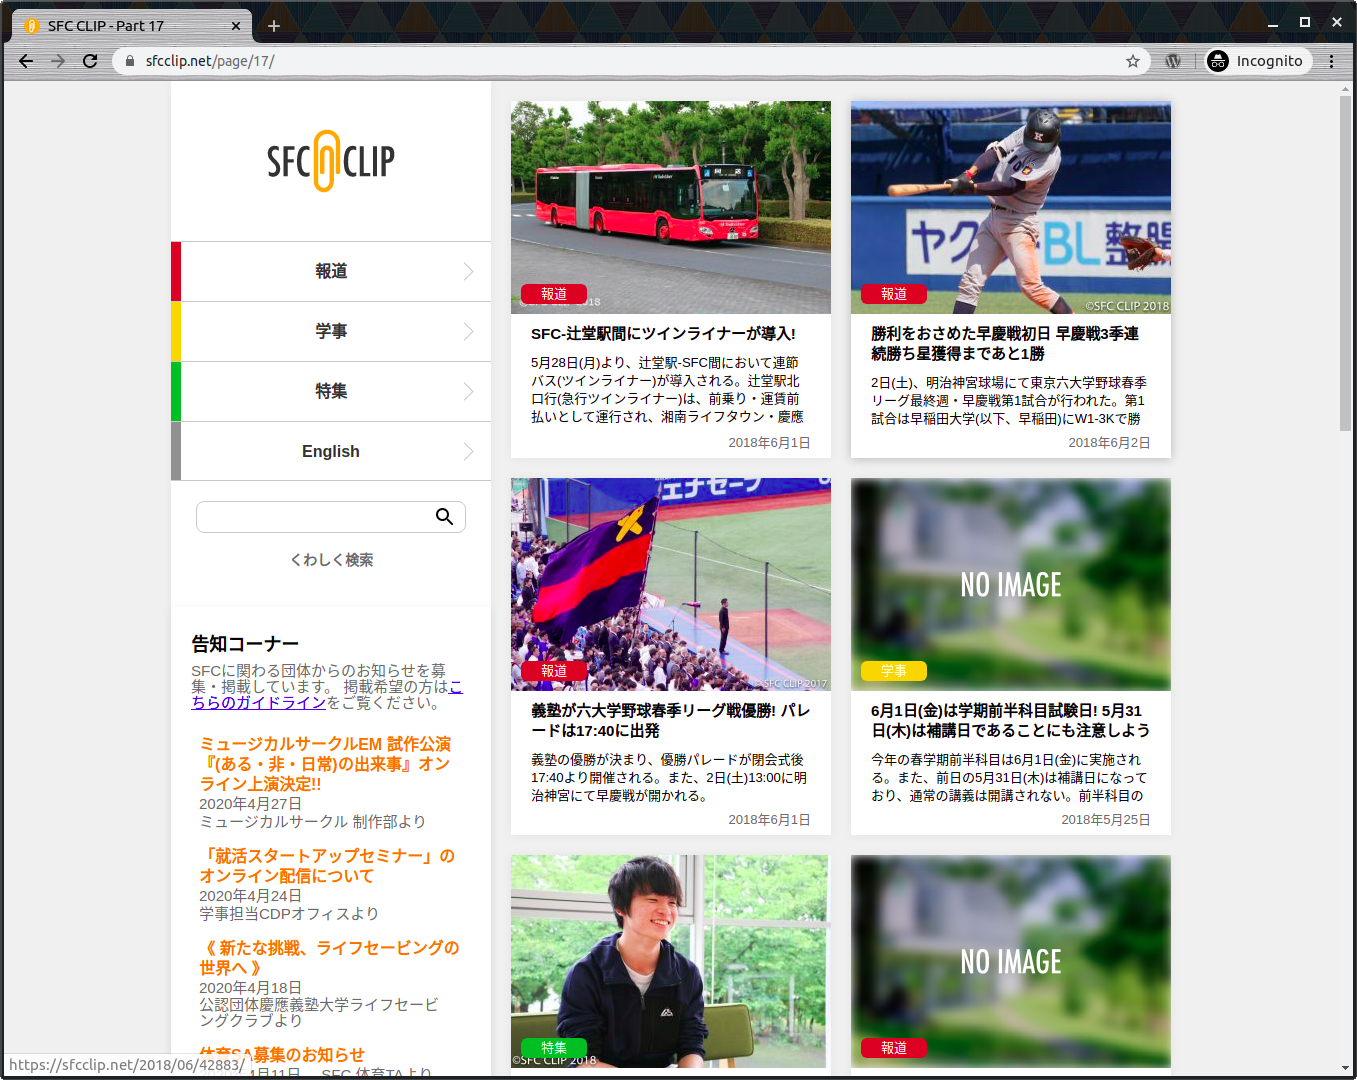 SFC CLIP - Part 17
sfcclip.net/page/17/
Incognito
SFC CLIP
報道
学事
特集
English
くわしく検索
告知コーナー
SFCに関わる団体からのお知らせを募
集・掲載しています。 掲載希望の方はこ
ちらのガイドラインをご覧ください。
ミュージカルサークルEM 試作公演
『(ある・非・日常)の出来事』オン
ライン上演決定!!
2020年4月27日
ミュージカルサークル 制作部より
「就活スタートアップセミナー」の
オンライン配信について
2020年4月24日
学事担当CDPオフィスより
《 新たな挑戦、ライフセービングの
世界へ 》
2020年4月18日
公認団体慶應義塾大学ライフセービ
ングクラブより
体育SA募集のお知らせ
4月11日 SFC 体育TAより
https://sfcclip.net/2018/06/42883/
報道
2018
SFC-辻堂駅間にツインライナーが導入!
5月28日(月)より、辻堂駅-SFC間において連節
バス(ツインライナー)が導入される。辻堂駅北
口行(急行ツインライナー)は、前乗り・運賃前
払いとして運行され、湘南ライフタウン・慶應
2018年6月1日
K
10
ヤク
BL整腸
報道
©SFC CLIP 2018
勝利をおさめた早慶戦初日 早慶戦3季連
続勝ち星獲得まであと1勝
2日(土)、明治神宮球場にて東京六大学野球春季
リーグ最終週・早慶戦第1試合が行われた。第1
試合は早稲田大学(以下、早稲田)にW1-3Kで勝
2018年6月2日
エナセーブ
報道
©SFC CLIP 2017
義塾が六大学野球春季リーグ戦優勝! パレ
ードは17:40に出発
義塾の優勝が決まり、優勝パレードが閉会式後
17:40より開催される。また、2日(土)13:00に明
治神宮にて早慶戦が開かれる。
2018年6月1日
NO IMAGE
学事
6月1日(金)は学期前半科目試験日! 5月31
日(木)は補講日であることにも注意しよう
今年の春学期前半科目は6月1日(金)に実施され
る。また、前日の5月31日(木)は補講日になって
おり、通常の講義は開講されない。前半科目の
2018年5月25日
特集
©SFC CLIP 2018
NO IMAGE
報道